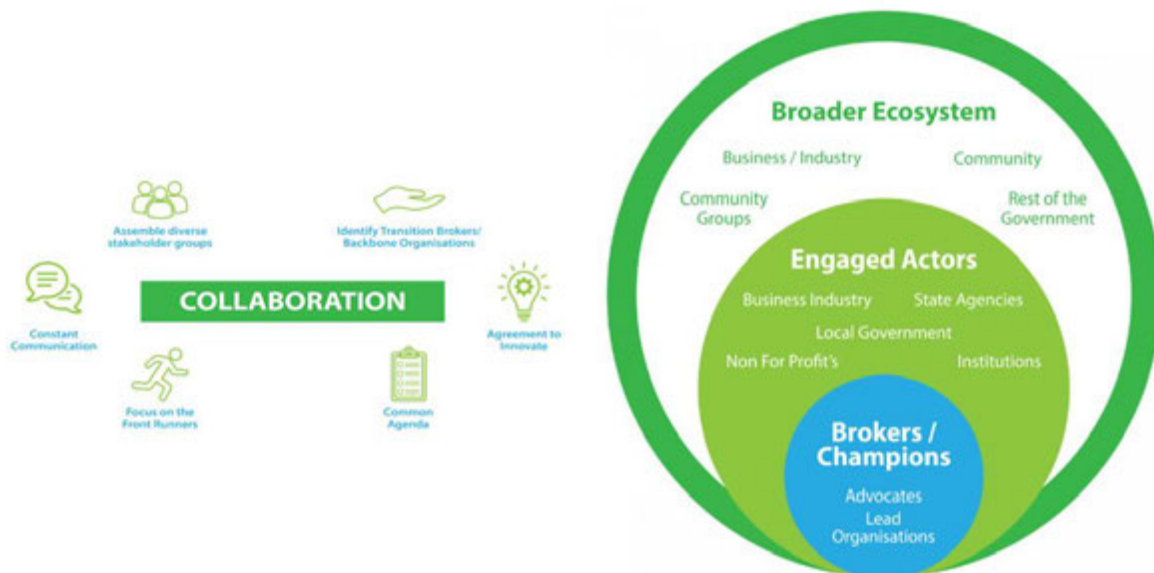 Assemble diverse
stakeholder groups
Identify Transition Brokers/
Backbone Organisations
COLLABORATION
Constant
Communication
Agreement to
Innovate
Focus on the
Front Runners
Common
Agenda
Broader Ecosystem
Business / Industry
Community
Community
Groups
Rest of the
Government
Engaged Actors
Business Industry
State Agencies
Local Government
Non For Profit's
Institutions
Brokers /
Champions
Advocates
Lead
Organisations